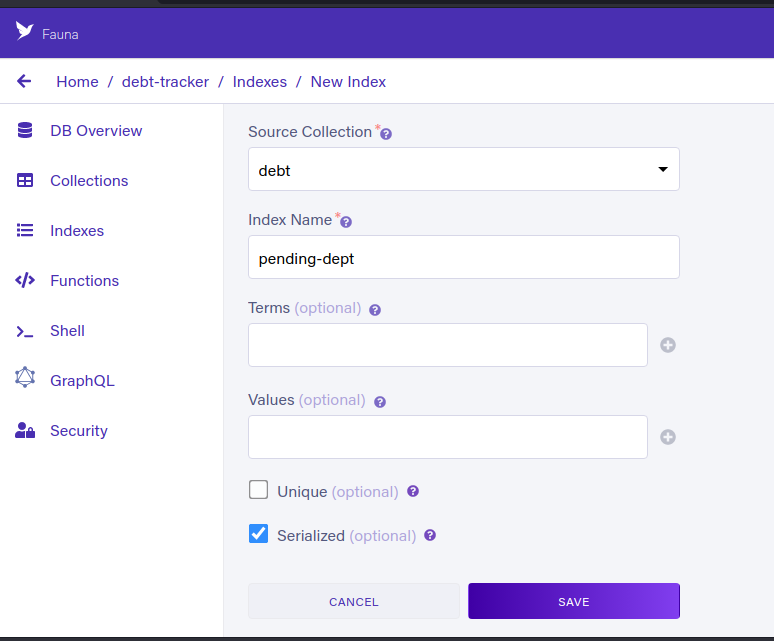 Fauna
Home / debt-tracker / Indexes / New Index
DB Overview
Collections
Indexes
Functions
Shell
GraphQL
Security
Source Collection *
debt
Index Name *
pending-dept
Terms (optional)
Values (optional)
Unique (optional)
Serialized (optional)
CANCEL SAVE